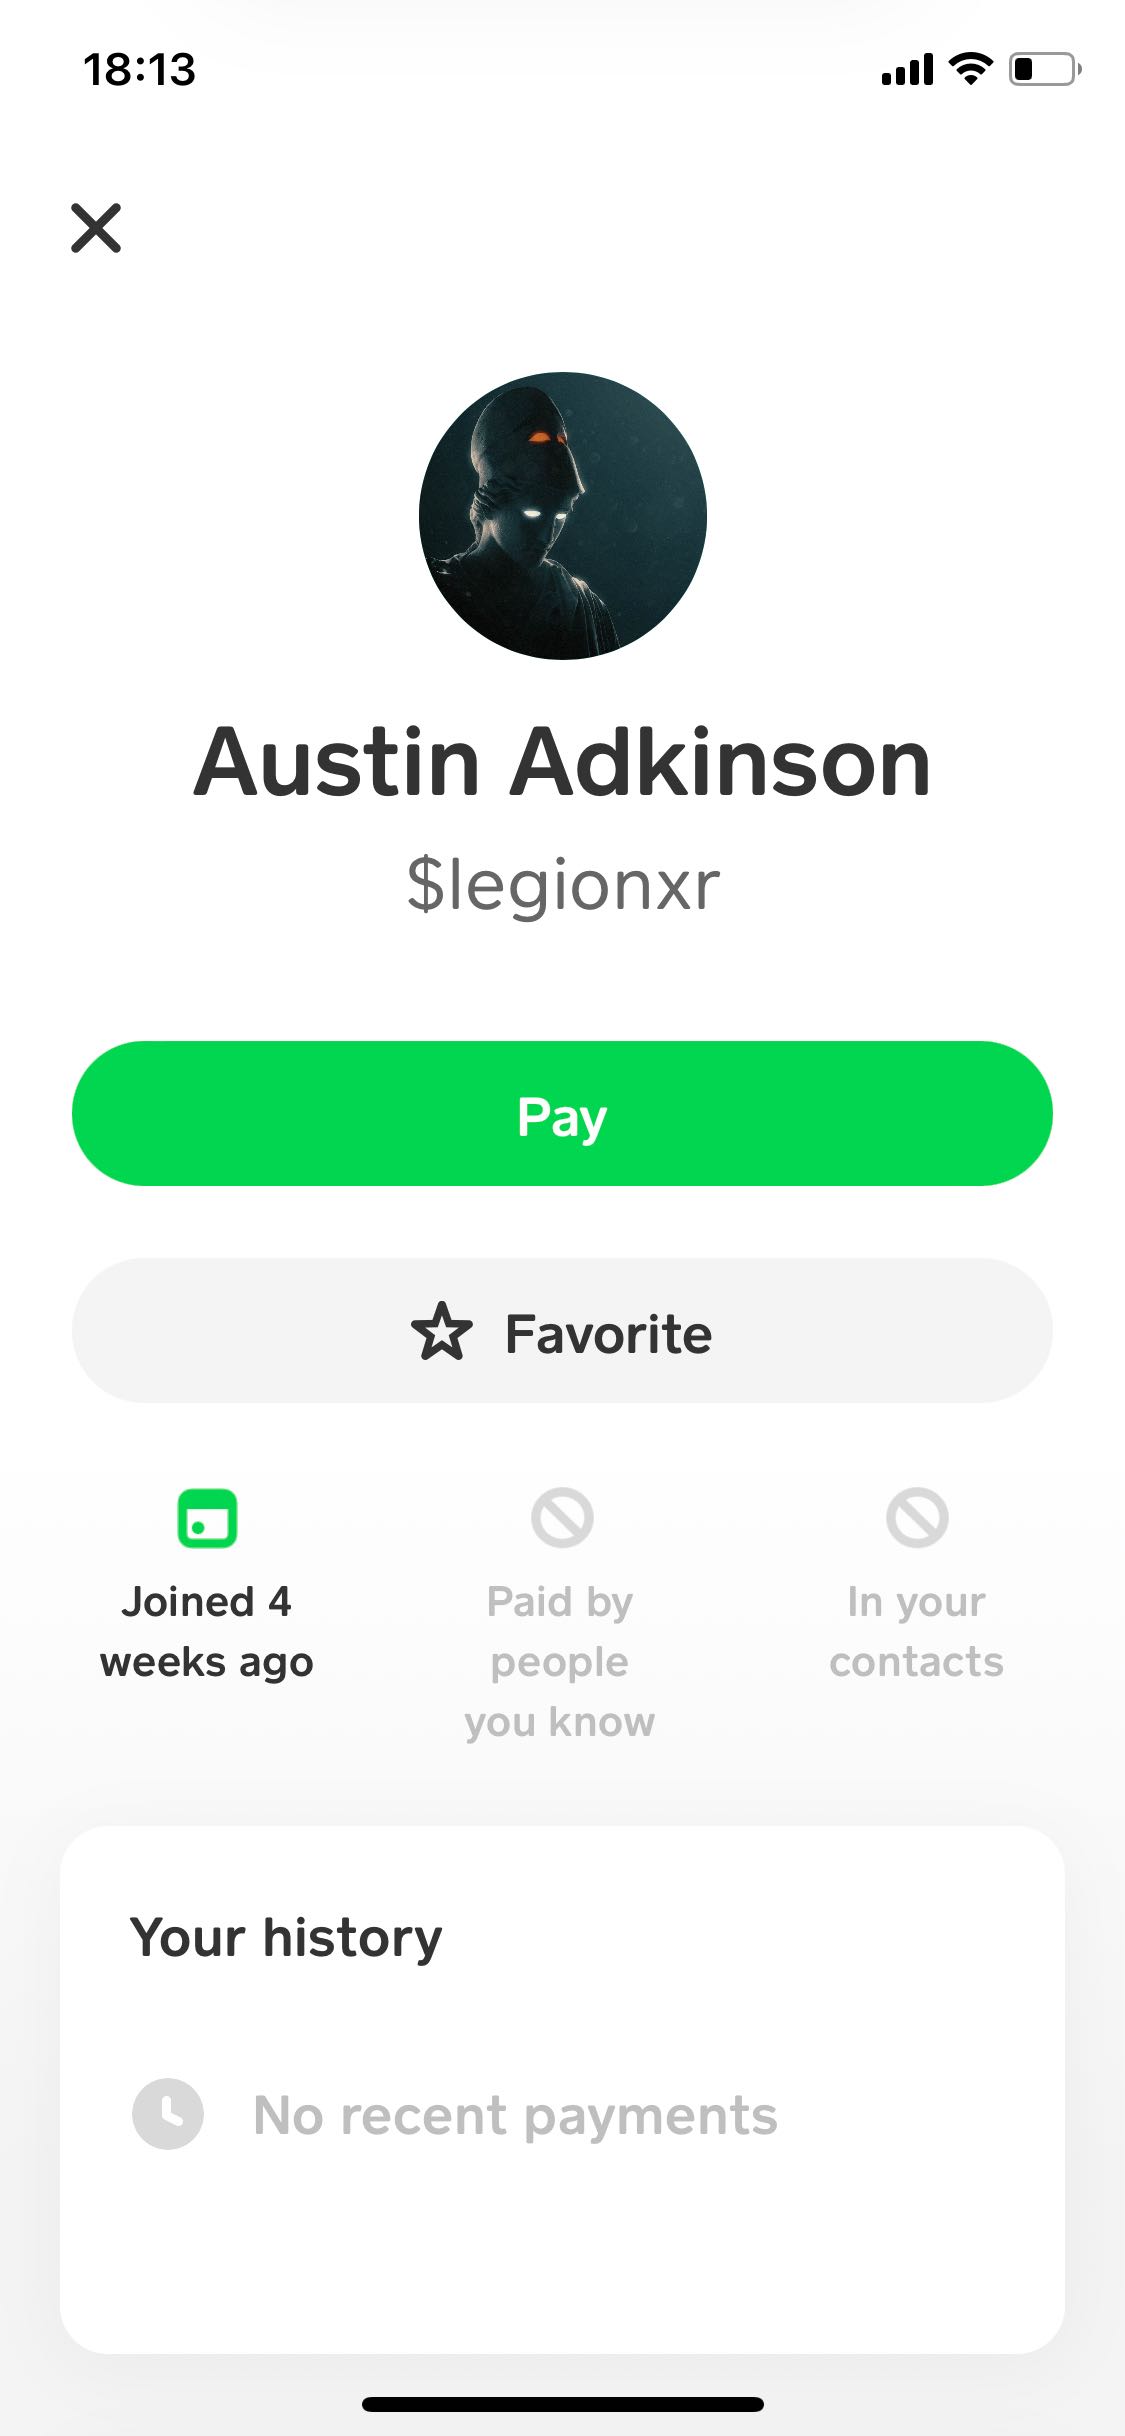 18:13
Austin Adkinson
$legionxr
Pay
Favorite
Joined 4
weeks ago
Paid by
people
you know
In your
contacts
Your history
No recent payments